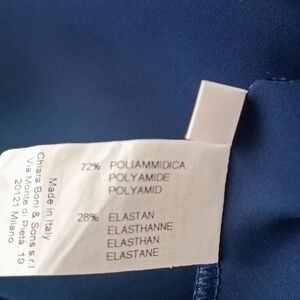 72% POLIAMMIDICA
POLYAMIDE
POLYAMID
28% ELASTAN
ELASTHANNE
ELASTHAN
ELASTANE
Made in Italy
Chiara Boni & Sons s.r.l
Via Monte di Pietà, 19
20121 Milano